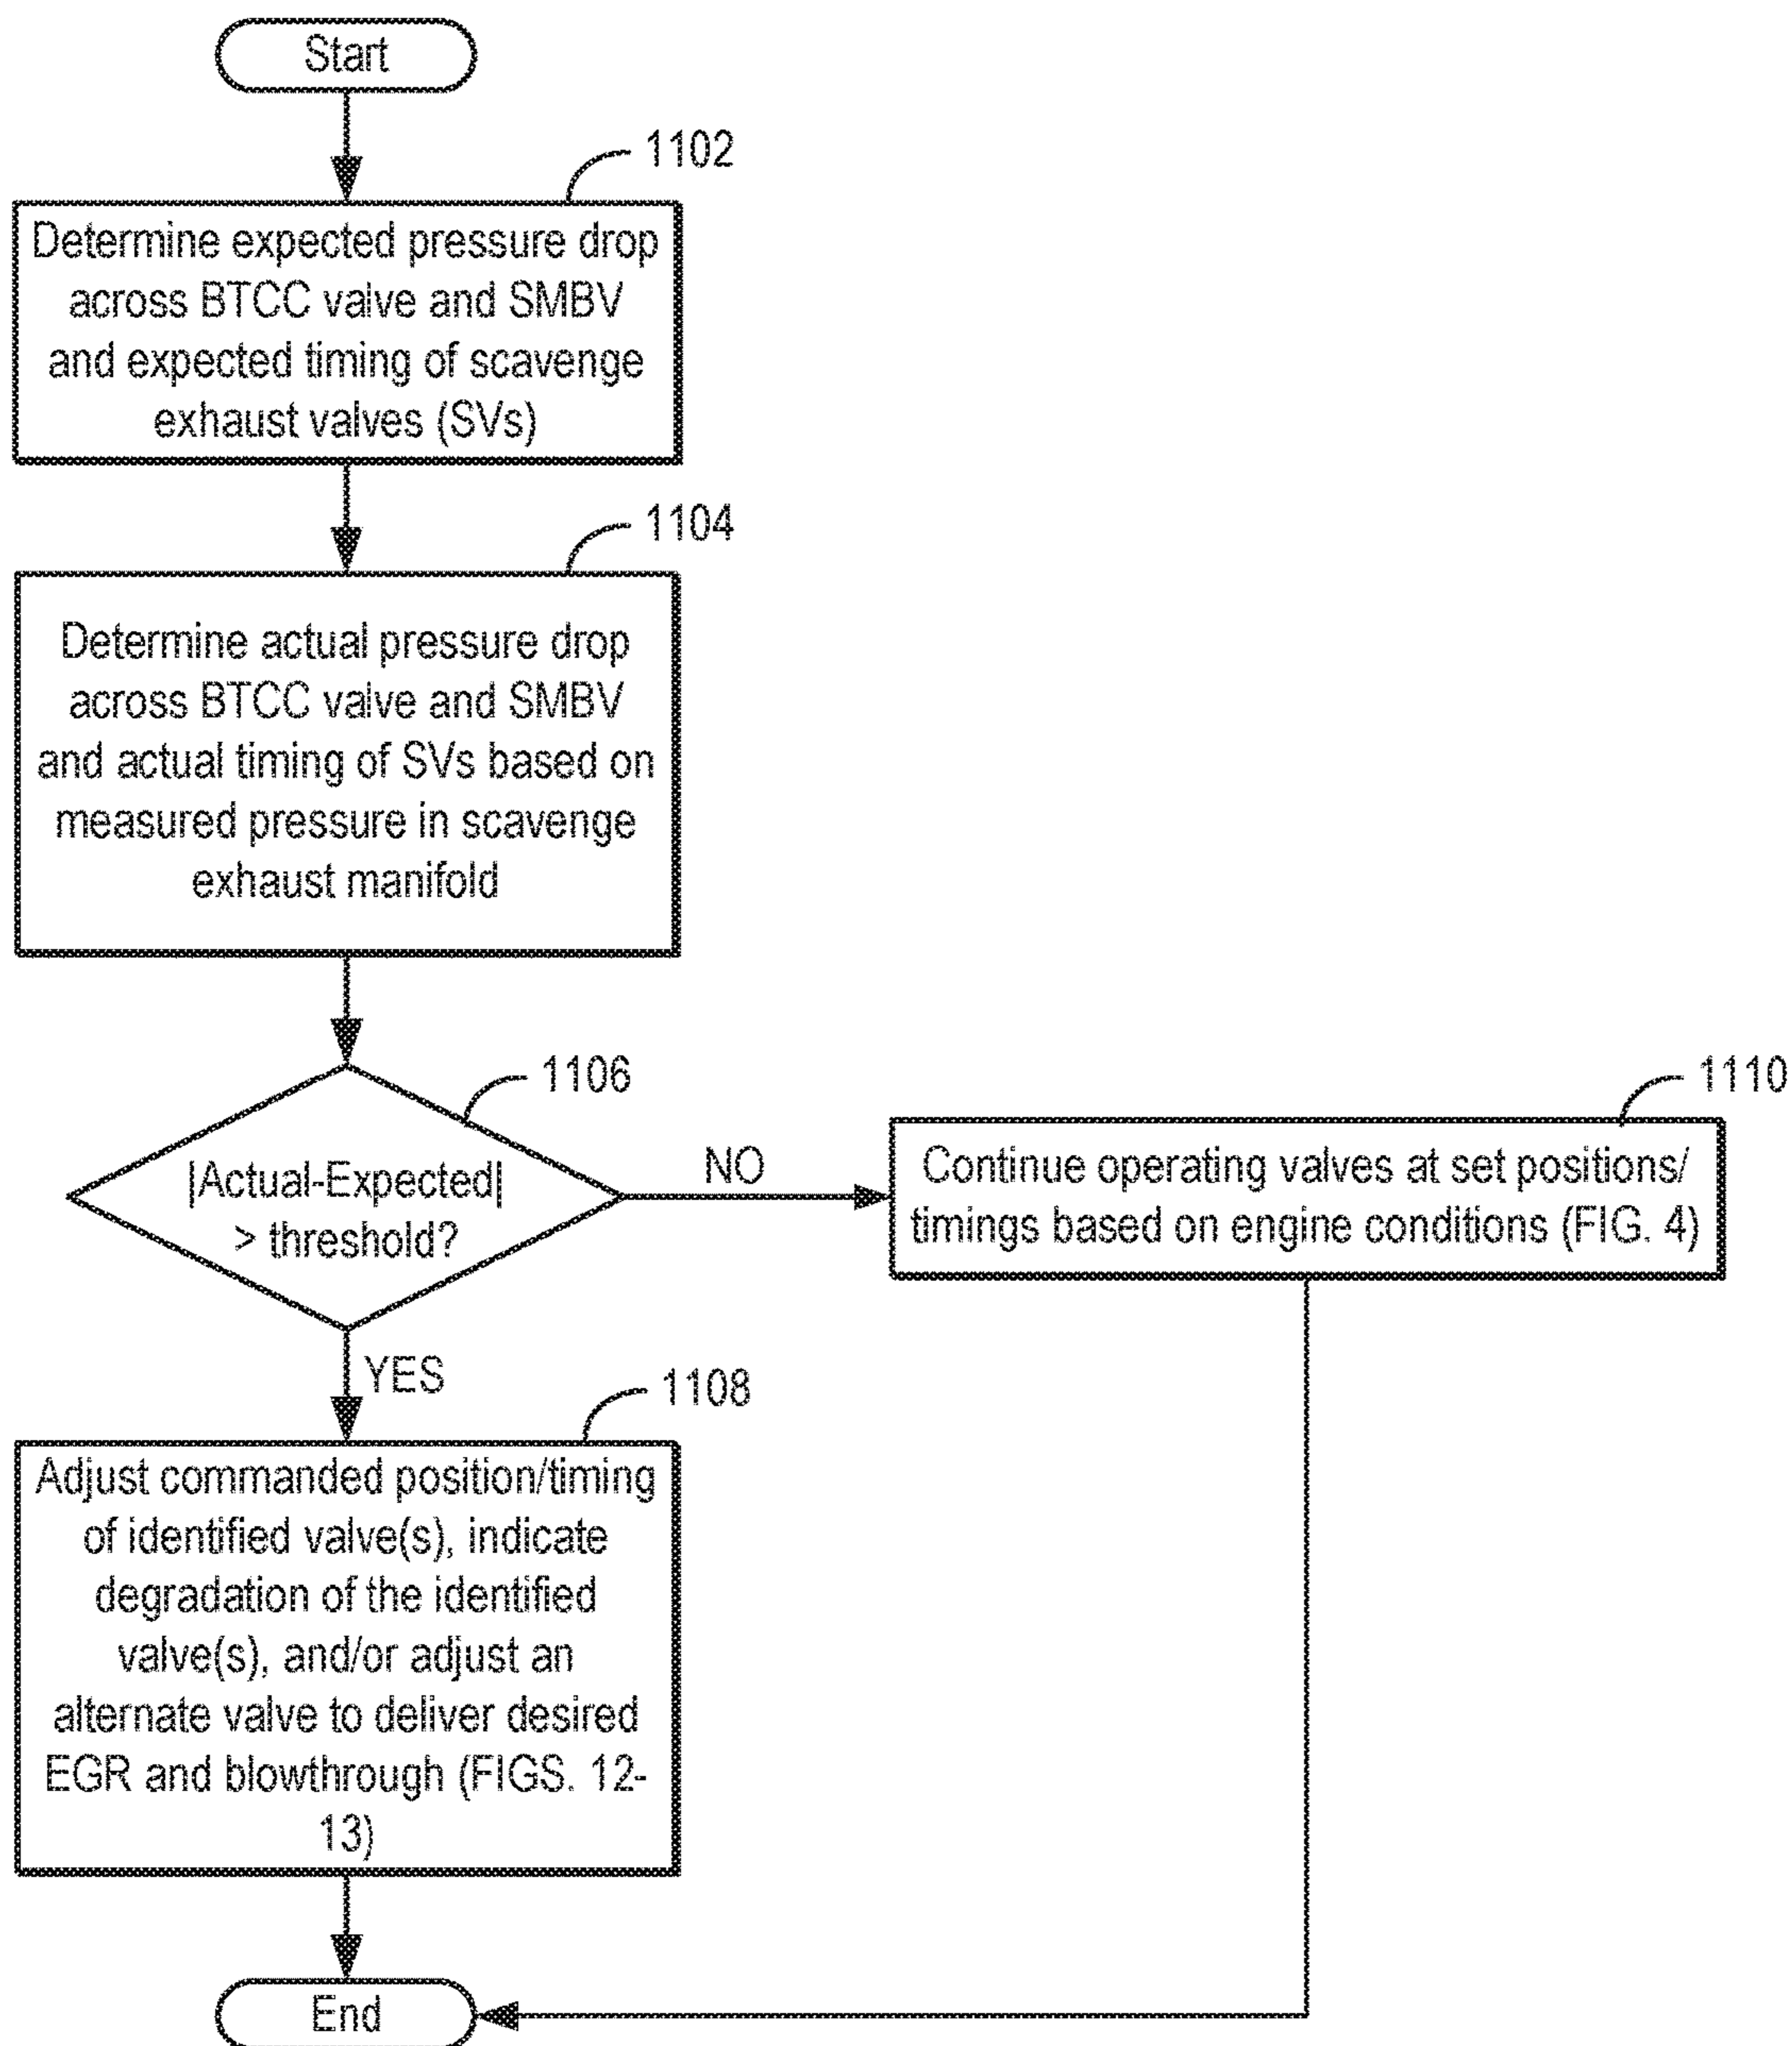 Start
1102
Determine expected pressure drop
across BTCC valve and SMBV
and expected timing of scavenge
exhaust valves (SVs)
1104
Determine actual pressure drop
across BTCC valve and SMBV
and actual timing of SVs based on
measured pressure in scavenge
exhaust manifold
1106
|Actual-Expected|
> threshold?
NO
1110
Continue operating valves at set positions/
timings based on engine conditions (FIG. 4)
YES
1108
Adjust commanded position/timing
of identified valve(s), indicate
degradation of the identified
valve(s), and/or adjust an
alternate valve to deliver desired
EGR and blowthrough (FIGS. 12-
13)
End